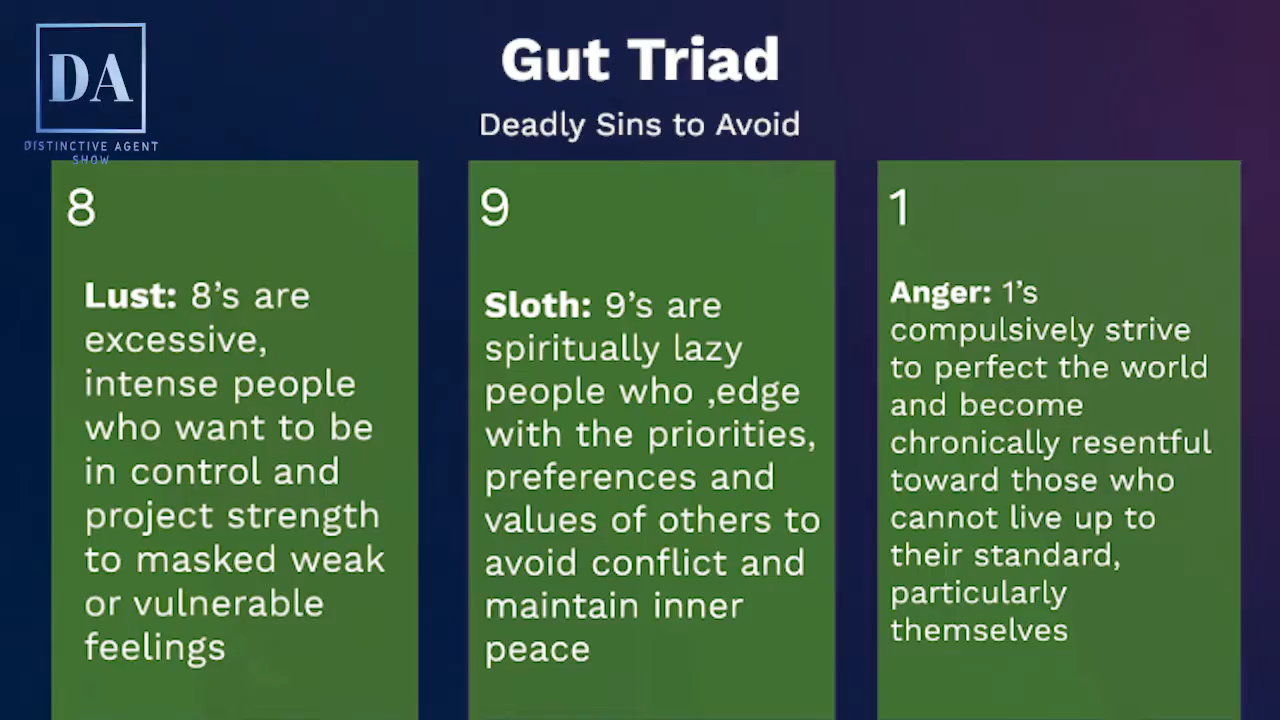 DA
DISTINCTIVE AGENT
SHOW
Gut Triad
Deadly Sins to Avoid
8
Lust: 8’s are
excessive,
intense people
who want to be
in control and
project strength
to masked weak
or vulnerable
feelings
9
Sloth: 9’s are
spiritually lazy
people who ,edge
with the priorities,
preferences and
values of others to
avoid conflict and
maintain inner
peace
1
Anger: 1’s
compulsively strive
to perfect the world
and become
chronically resentful
toward those who
cannot live up to
their standard,
particularly
themselves